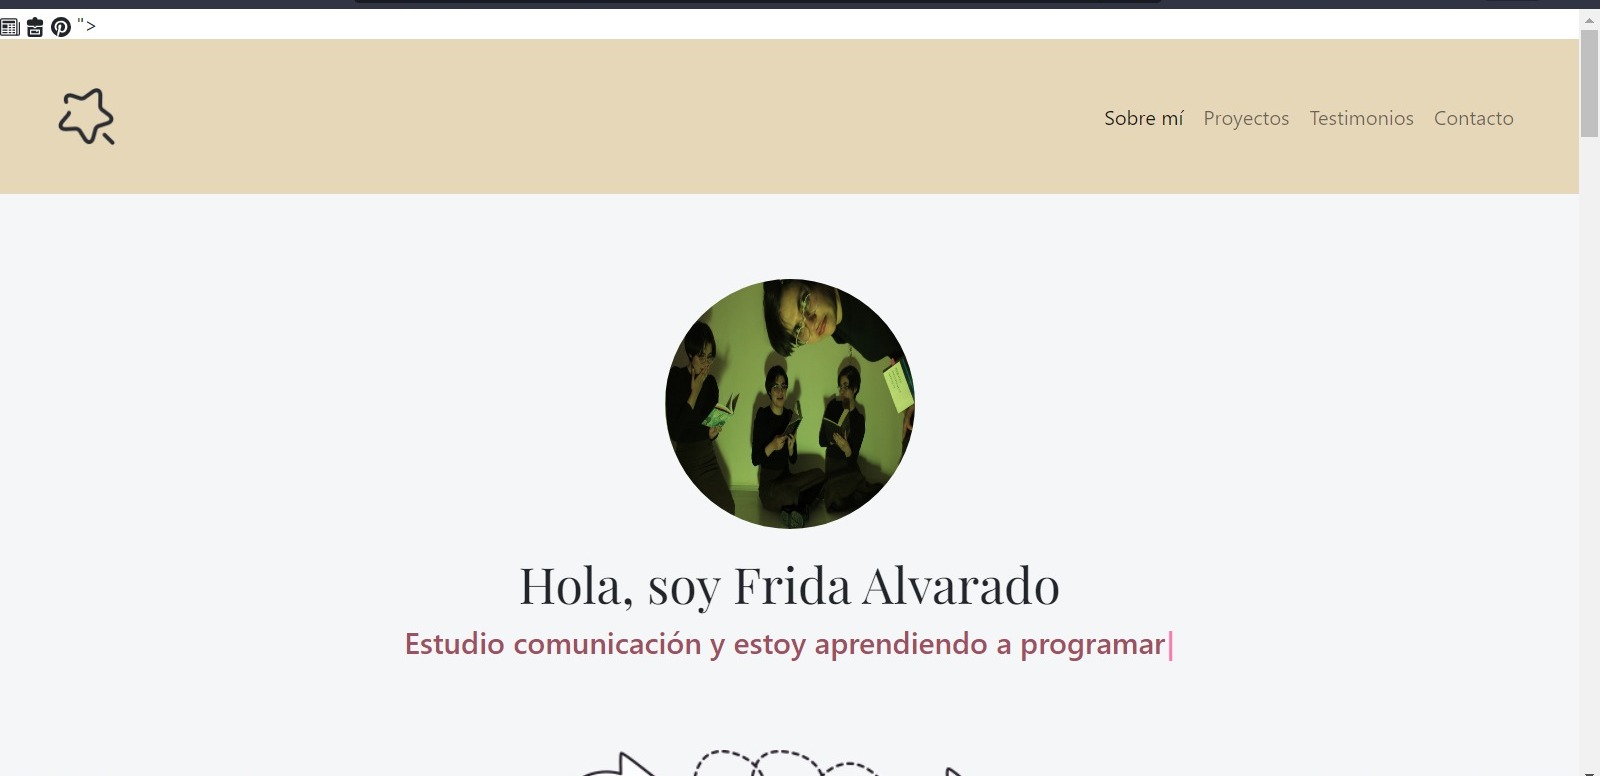 ">
Sobre mí Proyectos Testimonios Contacto
Hola, soy Frida Alvarado
Estudio comunicación y estoy aprendiendo a programar|